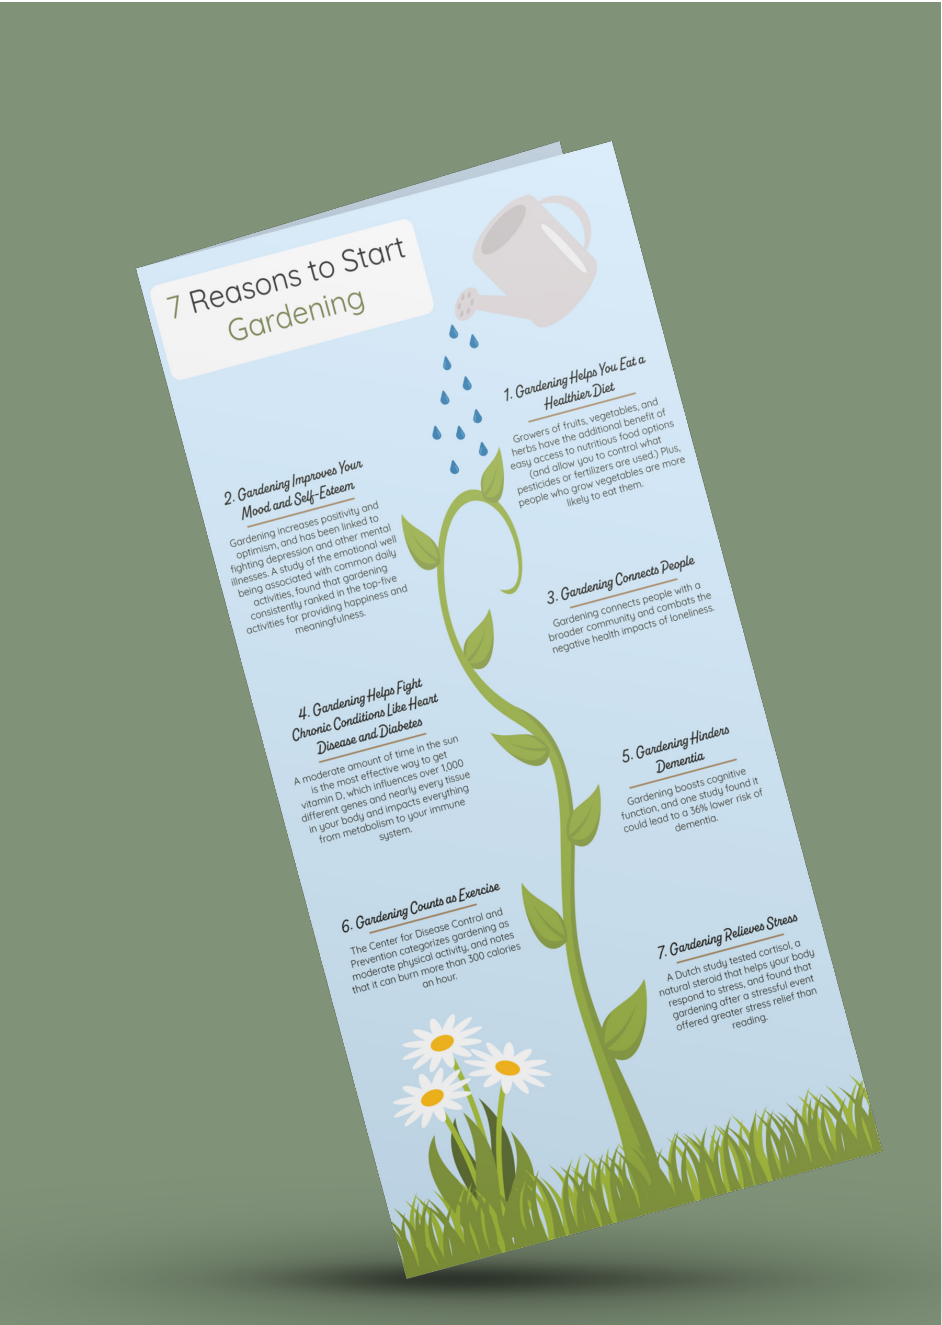 7 Reasons to Start
Gardening
1. Gardening Helps You Eat a
Healthier Diet
Growers of fruits, vegetables, and
herbs have the additional benefit of
easy access to nutritious food options
(and allow you to control what
pesticides or fertilizers are used.) Plus,
people who grow vegetables are more
likely to eat them.
2. Gardening Improves Your
Mood and Self-Esteem
Gardening increases positivity and
optimism, and has been linked to
fighting depression and other mental
illnesses. A study of the emotional well
being associated with common daily
activities, found that gardening
consistently ranked in the top-five
activities for providing happiness and
meaningfulness.
3. Gardening Connects People
Gardening connects people with a
broader community and combats the
negative health impacts of loneliness.
4. Gardening Helps Fight
Chronic Conditions Like Heart
Disease and Diabetes
A moderate amount of time in the sun
is the most effective way to get
vitamin D, which influences over 1,000
different genes and nearly every tissue
in your body and impacts everything
from metabolism to your immune
system.
5. Gardening Hinders
Dementia
Gardening boosts cognitive
function, and one study found it
could lead to a 36% lower risk of
dementia.
6. Gardening Counts as Exercise
The Center for Disease Control and
Prevention categorizes gardening as
moderate physical activity, and notes
that it can burn more than 300 calories
an hour.
7. Gardening Relieves Stress
A Dutch study tested cortisol, a
natural steroid that helps your body
respond to stress, and found that
gardening after a stressful event
offered greater stress relief than
reading.